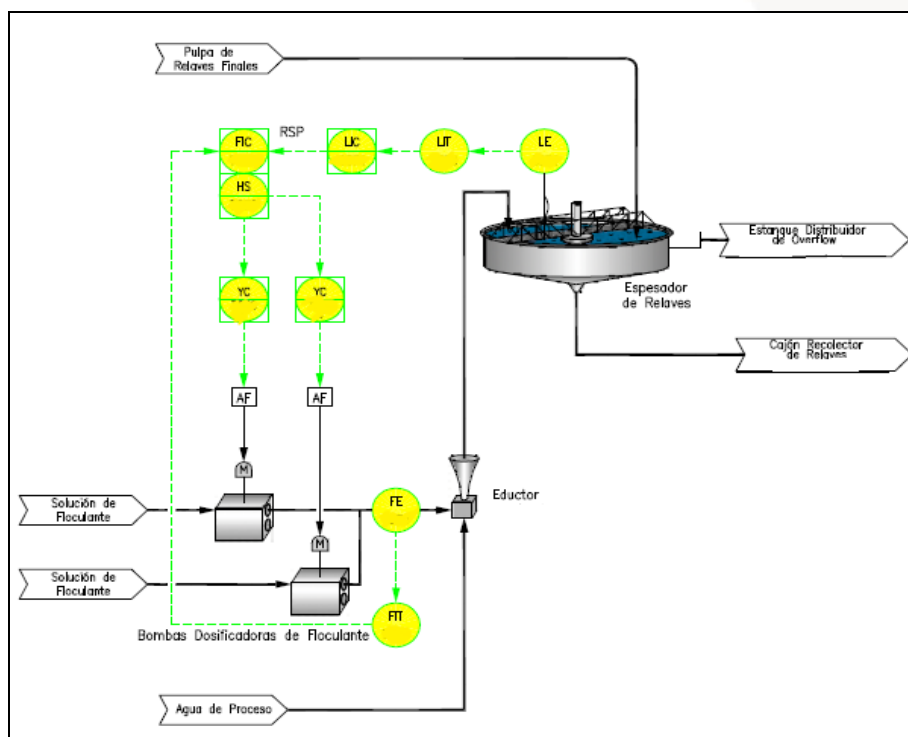 Pulpa de
Relaves Finales
FIC
RSP
LIC
LIT
LE
HS
Estanque Distribuidor
de Overflow
YC
YC
Espesador
de Relaves
Cajón Recolector
de Relaves
AF
AF
M
Solución de
Floculante
FE
Eductor
M
Solución de
Floculante
FIT
Bombas Dosificadoras de Floculante
Agua de Proceso